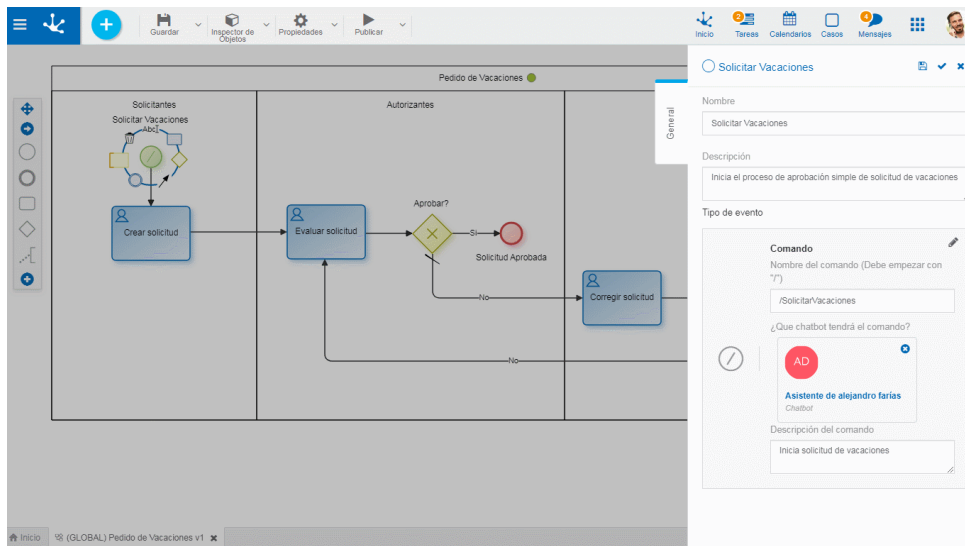 Guardar
Inspector de
Objetos
Propiedades
Publicar
Inicio
2
Tareas
Calendarios
Casos
4
Mensajes
Pedido de Vacaciones
Solicitantes
Autorizantes
Solicitar Vacaciones
Abc
Crear solicitud
Evaluar solicitud
Aprobar?
SI
Solicitud Aprobada
No
Corregir solicitud
No
General
Solicitar Vacaciones
Nombre
Solicitar Vacaciones
Descripción
Inicia el proceso de aprobación simple de solicitud de vacaciones
Tipo de evento
Comando
Nombre del comando (Debe empezar con
"/")
/SolicitarVacaciones
¿Que chatbot tendrá el comando?
AD
Asistente de alejandro farías
Chatbot
Descripción del comando
Inicia solicitud de vacaciones
Inicio
(GLOBAL) Pedido de Vacaciones v1